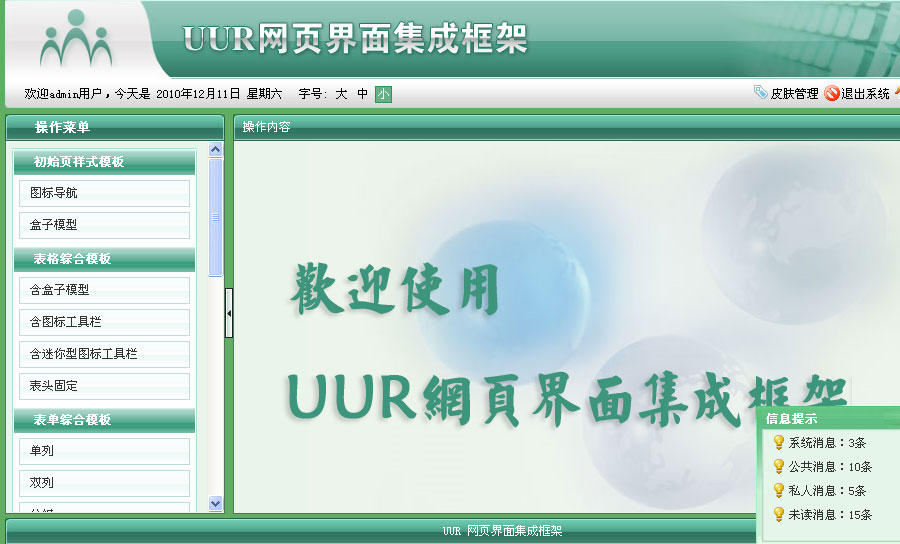 UUR网页界面集成框架
欢迎admin用户，今天是 2010年12月11日 星期六 字号: 大 中 小
皮肤管理 退出系统
操作菜单
初始页样式模板
图标导航
盒子模型
表格综合模板
含盒子模型
含图标工具栏
含迷你型图标工具栏
表头固定
表单综合模板
单列
双列
操作内容
歡迎使用
UUR網頁界面集成框架
信息提示
系统消息：3条
公共消息：10条
私人消息：5条
未读消息：15条
UUR 网页界面集成框架